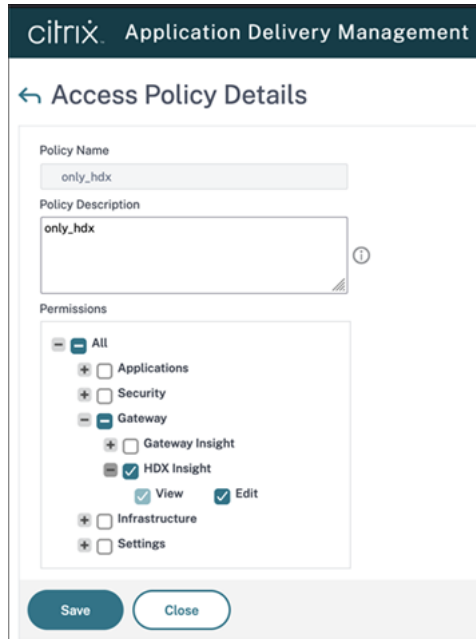 citrix. Application Delivery Management
Access Policy Details
Policy Name
only_hdx
Policy Description
only_hdx
Permissions
All
Applications
Security
Gateway
Gateway Insight
HDX Insight
View Edit
Infrastructure
Settings
Save Close